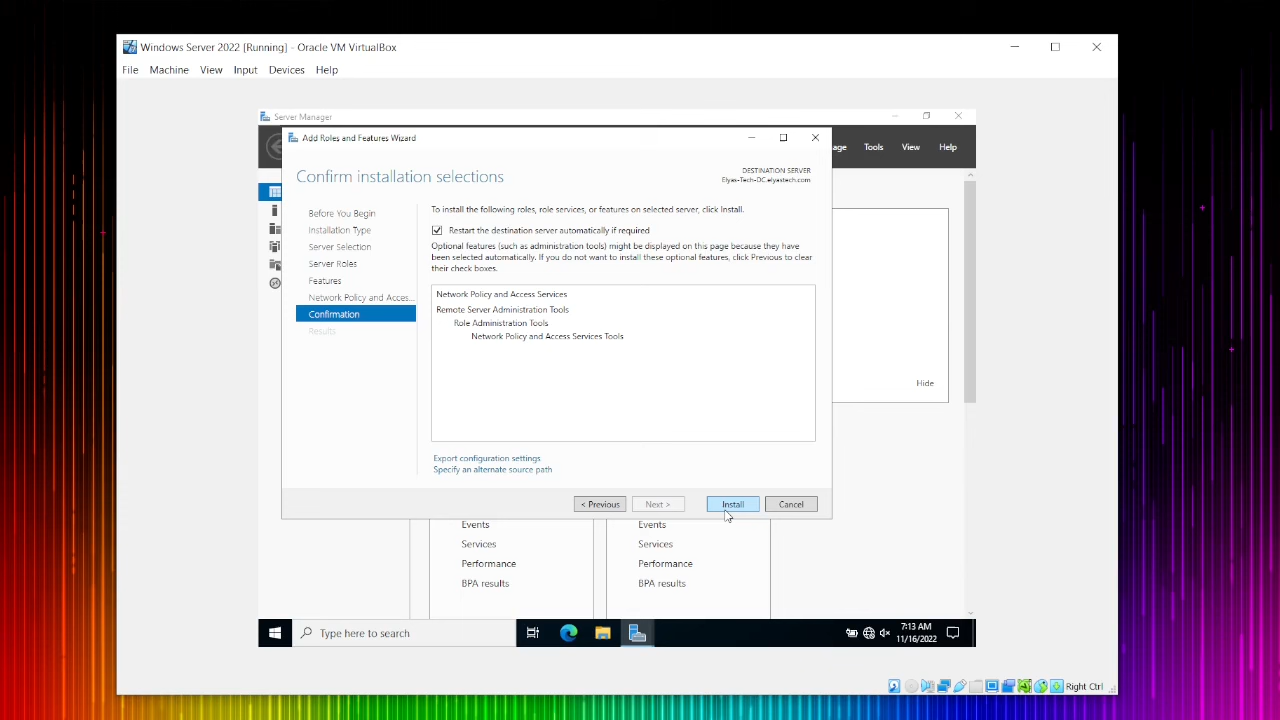 Windows Server 2022 [Running] - Oracle VM VirtualBox
File Machine View Input Devices Help
Server Manager
Add Roles and Features Wizard
age Tools View Help
Confirm installation selections
DESTINATION SERVER
Elyas-Tech-DC.elyastech.com
Before You Begin
Installation Type
Server Selection
Server Roles
Features
Network Policy and Acces...
Confirmation
Results
To install the following roles, role services, or features on selected server, click Install.
Restart the destination server automatically if required
Optional features (such as administration tools) might be displayed on this page because they have
been selected automatically. If you do not want to install these optional features, click Previous to clear
their check boxes.
Network Policy and Access Services
Remote Server Administration Tools
Role Administration Tools
Network Policy and Access Services Tools
Hide
Export configuration settings
Specify an alternate source path
< Previous Next > Install Cancel
Events
Services
Performance
BPA results
Events
Services
Performance
BPA results
Type here to search
7:13 AM
11/16/2022
Right Ctrl